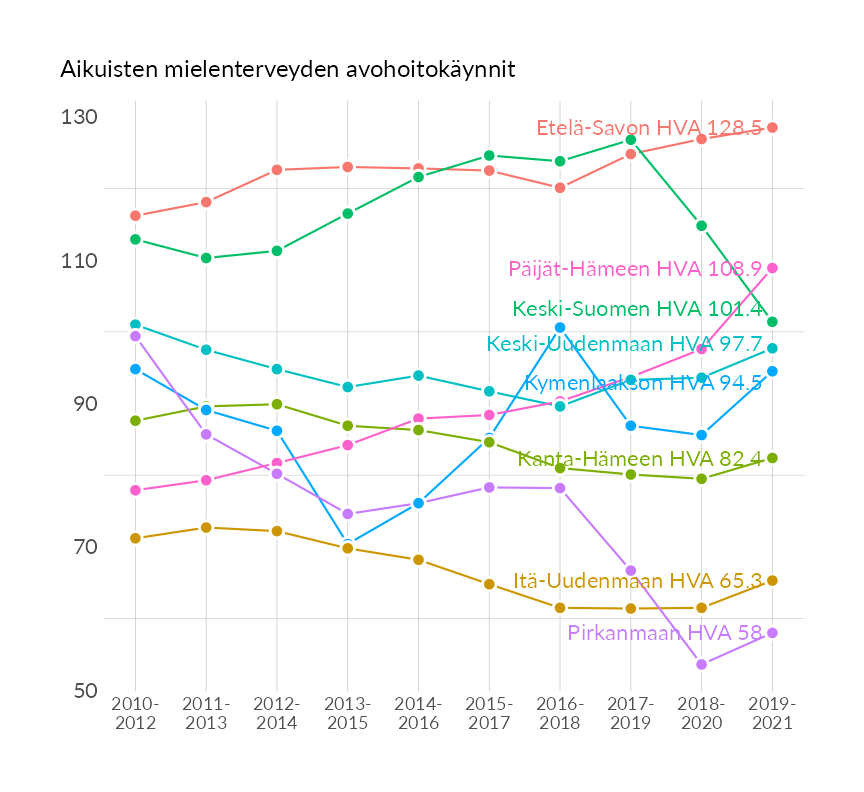 Aikuisten mielenterveyden avohoitokäynnit
130
Etelä-Savon HVA 128.5
110
Päijät-Hämeen HVA 108.9
Keski-Suomen HVA 101.4
Keski-Uudenmaan HVA 97.7
Kymenlaakson HVA 94.5
90
Kanta-Hämeen HVA 82.4
70
Itä-Uudenmaan HVA 65.3
Pirkanmaan HVA 58
50
2010- 2011- 2012- 2013- 2014- 2015- 2016- 2017- 2018- 2019-
2012 2013 2014 2015 2016 2017 2018 2019 2020 2021